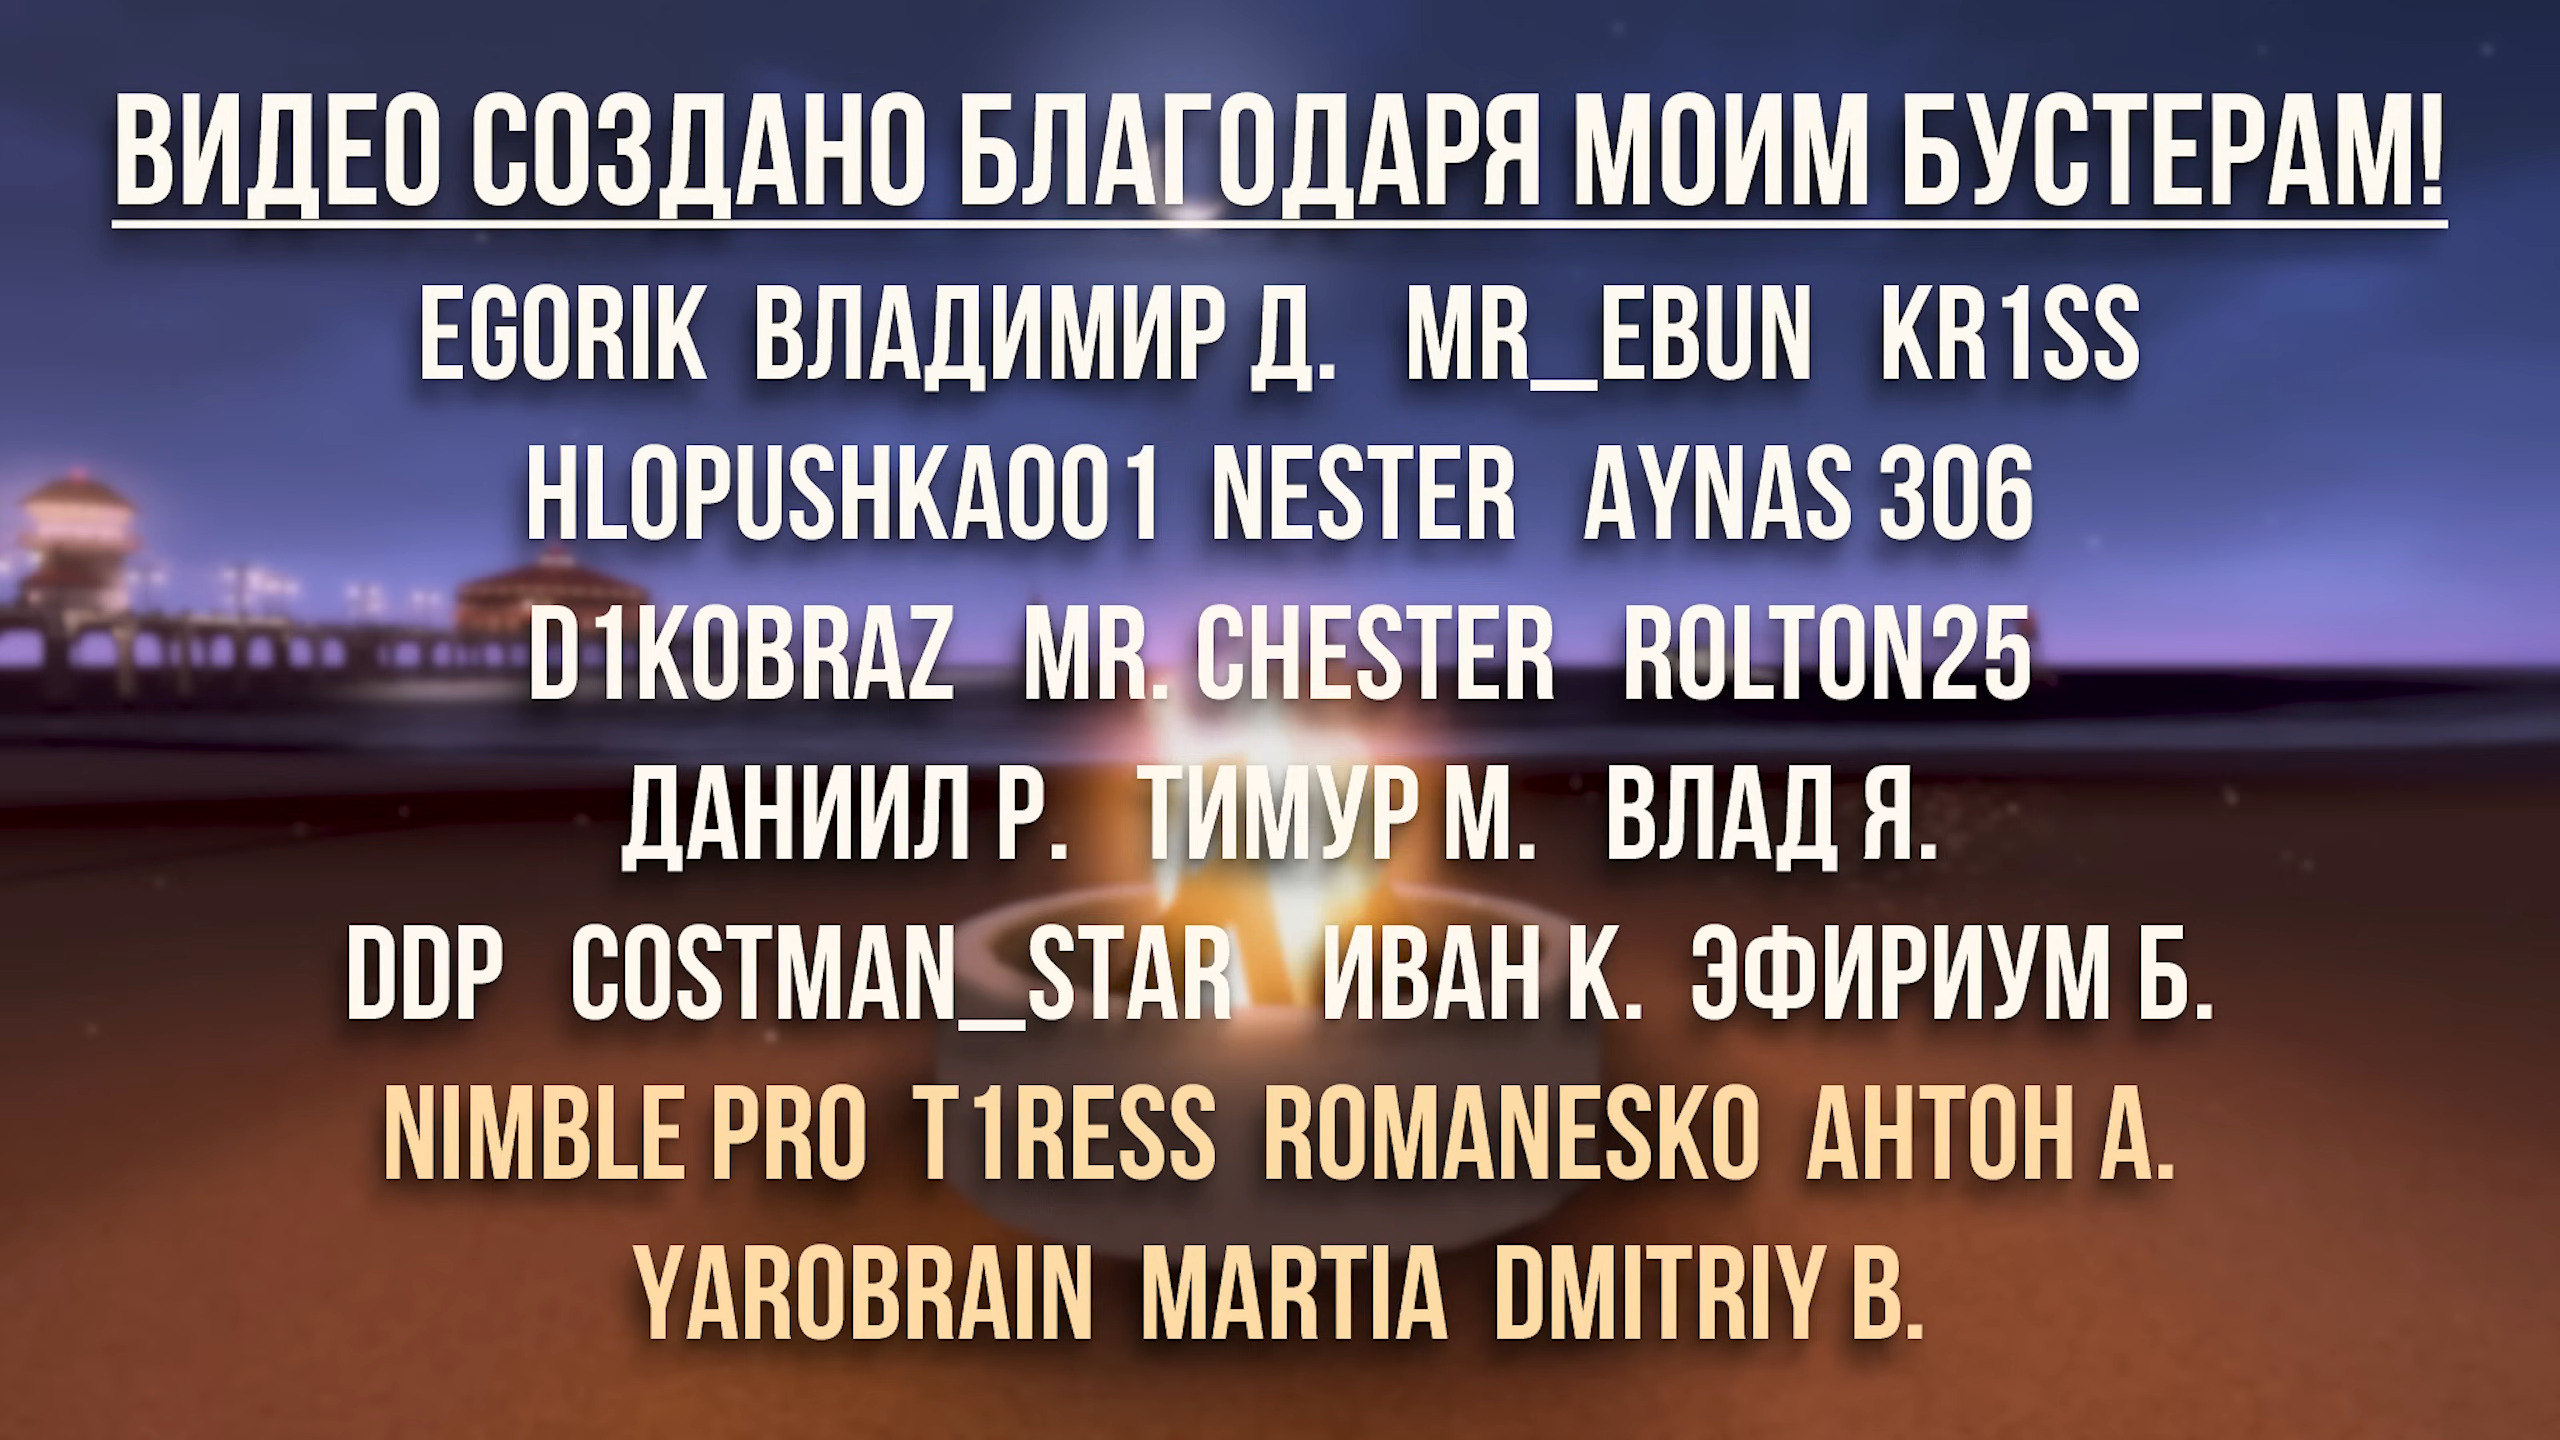 ВИДЕО СОЗДАНО БЛАГОДАРЯ МОИМ БУСТЕРАМ!
EGORIK ВЛАДИМИР Д. MR_EBUN KR1SS
HLOPUSHKA001 NESTER AYNAS 306
D1KOBRAZ MR. CHESTER ROLTON25
ДАНИИЛ Р. ТИМУР М. ВЛАД Я.
DDP COSTMAN_STAR ИВАН К. ЭФИРИУМ Б.
NIMBLE PRO T1RESS ROMANESKO АНТОН А.
YAROBRAIN MARTIA DMITRIY B.